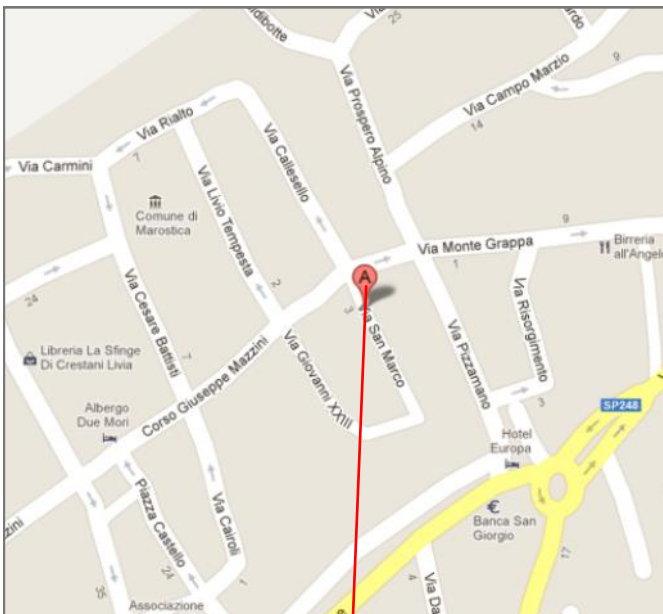 Via
25
9
Via Prospero Alpino
Via Campo Marzio
14
Via Rialto
7
Via Carmini
Via Callesello
Via Livio Tempesta
Comune di
Marostica
9
Via Monte Grappa
1
Birreria
all'Angelo
A
24
2
3
Via Cesare Battisti
7
Via San Marco
Via Risorgimento
Via Pizzamano
Via Giovanni XXIII
Libreria La Sfinge
Di Crestani Livia
Corso Giuseppe Mazzini
Albergo
Due Mori
3
SP248
Hotel
Europa
Piazza Castello
Via Cairoli
zzini
€
Banca San
Giorgio
17
24
1
35
4
Via Da
Associazione